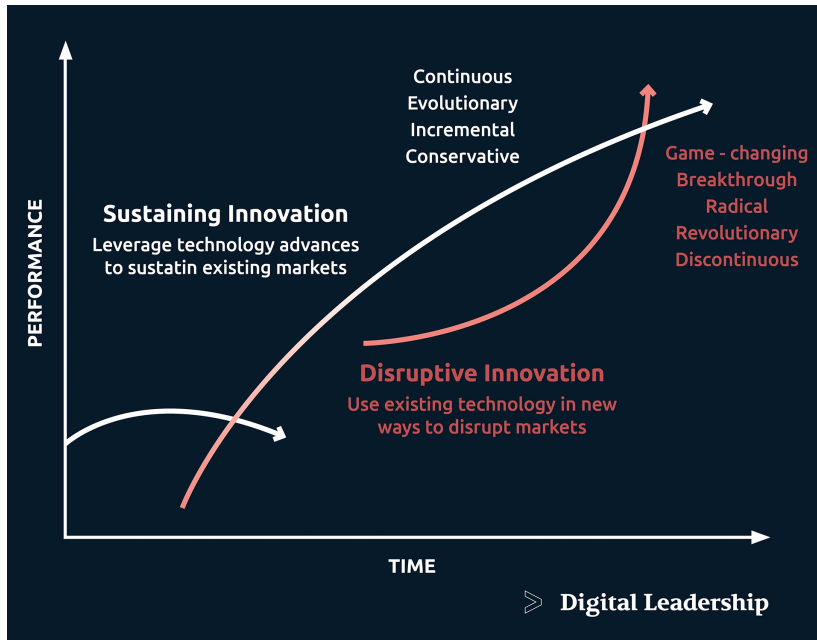 Continuous
Evolutionary
Incremental
Conservative
Game - changing
Breakthrough
Radical
Revolutionary
Discontinuous
Sustaining Innovation
Leverage technology advances
to sustatin existing markets
PERFORMANCE
Disruptive Innovation
Use existing technology in new
ways to disrupt markets
TIME
Digital Leadership